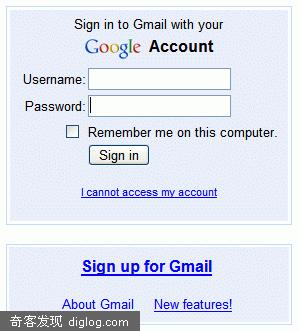 Sign in to Gmail with your
Google Account
Username:
Password:
Remember me on this computer.
Sign in
I cannot access my account
Sign up for Gmail
About Gmail New features!
奇客发现 diglog.com